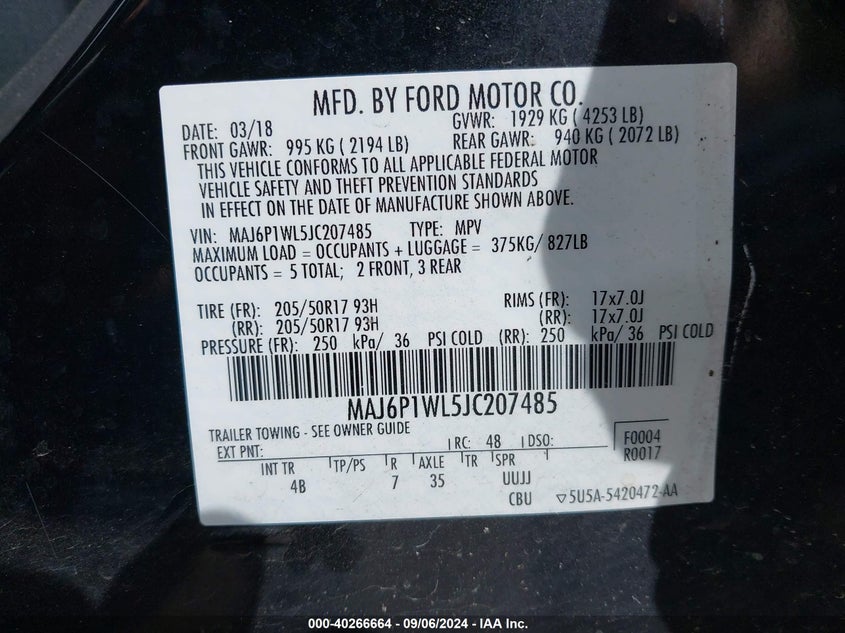 MFD. BY FORD MOTOR CO.
DATE: 03/18 GVWR: 1929 KG ( 4253 LB)
FRONT GAWR: 995 KG ( 2194 LB) REAR GAWR: 940 KG ( 2072 LB)
THIS VEHICLE CONFORMS TO ALL APPLICABLE FEDERAL MOTOR
VEHICLE SAFETY AND THEFT PREVENTION STANDARDS
IN EFFECT ON THE DATE OF MANUFACTURE SHOWN ABOVE.
VIN: MAJ6P1WL5JC207485 TYPE: MPV
MAXIMUM LOAD = OCCUPANTS + LUGGAGE = 375KG/ 827LB
OCCUPANTS = 5 TOTAL; 2 FRONT, 3 REAR
TIRE (FR): 205/50R17 93H RIMS (FR): 17x7.0J
(RR): 205/50R17 93H (RR): 17x7.0J
PRESSURE (FR): 250 kPa/ 36 PSI COLD (RR): 250 kPa/ 36 PSI COLD
MAJ6P1WL5JC207485
TRAILER TOWING - SEE OWNER GUIDE
EXT PNT: RC: 48 DSO: F0004
R0017
INT TR TP/PS R AXLE TR SPR
4B 7 35 UUJJ
CBU ▽5U5A-5420472-AA
000-40266664 - 09/06/2024 - IAA Inc.